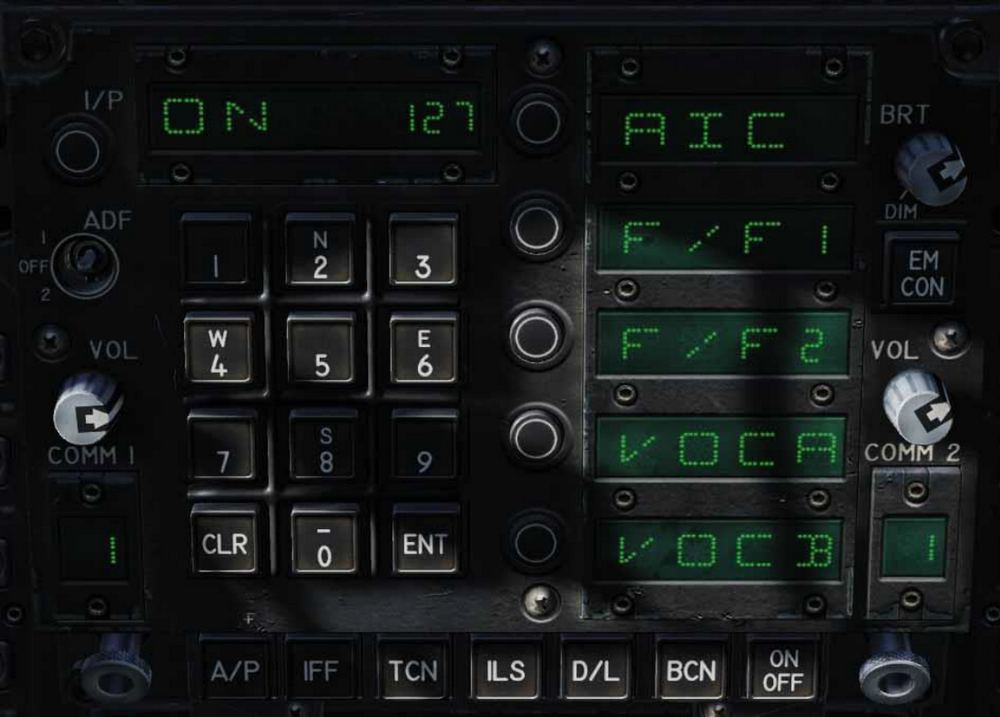 I/P
ON 127
AIC
BRT
DIM
ADF
1
OFF
2
1
N
2
3
F/F1
EM
CON
W
4
5
E
6
F/F2
VOL
VOL
7
S
8
9
VOCA
COMM 1
COMM 2
CLR
–
0
ENT
VOCB
1
1
A/P
IFF
TCN
ILS
D/L
BCN
ON
OFF